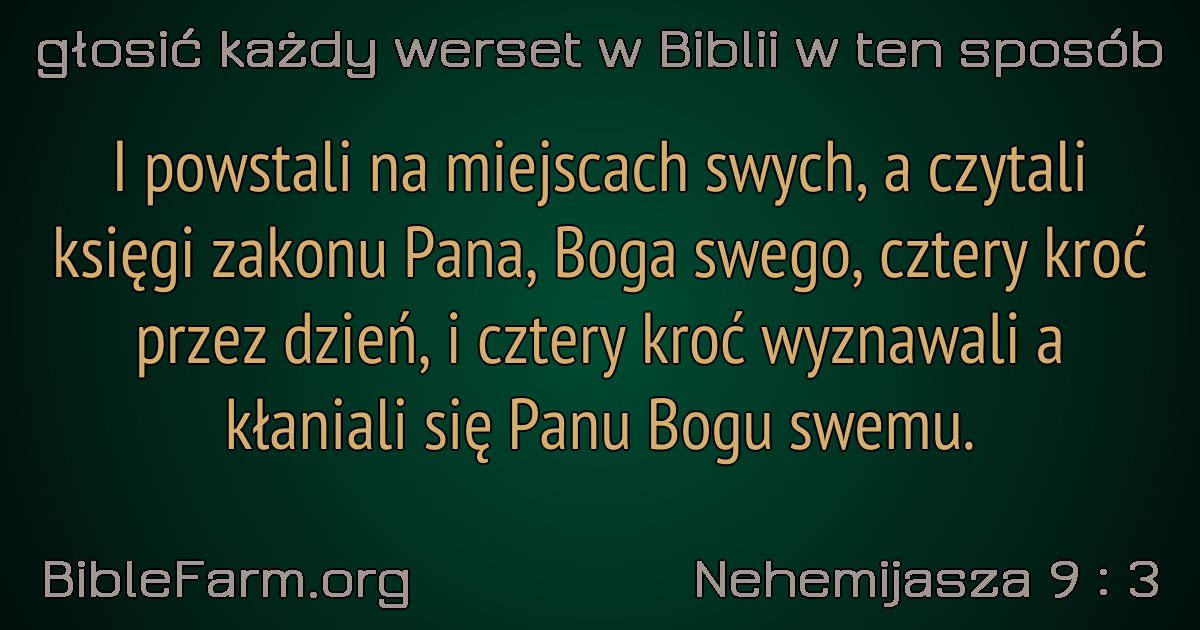 głosić każdy werset w Biblii w ten sposób
I powstali na miejscach swych, a czytali
księgi zakonu Pana, Boga swego, cztery kroć
przez dzień, i cztery kroć wyznawali a
kłaniali się Panu Bogu swemu.
BibleFarm.org
Nehemijasza 9 : 3